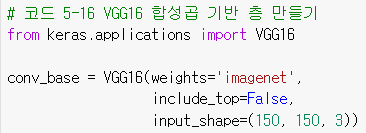 # 코드 5-16 VGG16 합성곱 기반 층 만들기
from keras.applications import VGG16
conv_base = VGG16(weights='imagenet',
include_top=False,
input_shape=(150, 150, 3))